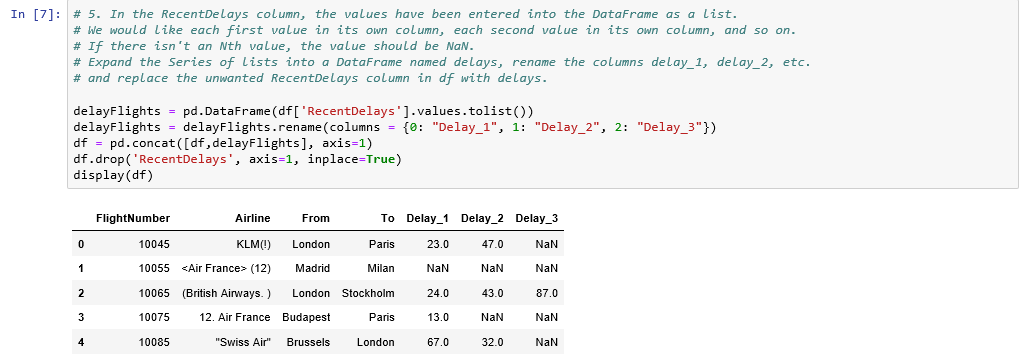 In [7]: # 5. In the RecentDelays column, the values have been entered into the DataFrame as a list.
# We would like each first value in its own column, each second value in its own column, and so on.
# If there isn't an Nth value, the value should be NaN.
# Expand the Series of lists into a DataFrame named delays, rename the columns delay_1, delay_2, etc.
# and replace the unwanted RecentDelays column in df with delays.
delayFlights = pd.DataFrame(df['RecentDelays'].values.tolist())
delayFlights = delayFlights.rename(columns = {0: "Delay_1", 1: "Delay_2", 2: "Delay_3"})
df = pd.concat([df,delayFlights], axis=1)
df.drop('RecentDelays', axis=1, inplace=True)
display(df)
FlightNumber Airline From To Delay_1 Delay_2 Delay_3
0 10045 KLM(!) London Paris 23.0 47.0 NaN
1 10055 <Air France> (12) Madrid Milan NaN NaN NaN
2 10065 (British Airways. ) London Stockholm 24.0 43.0 87.0
3 10075 12. Air France Budapest Paris 13.0 NaN NaN
4 10085 "Swiss Air" Brussels London 67.0 32.0 NaN